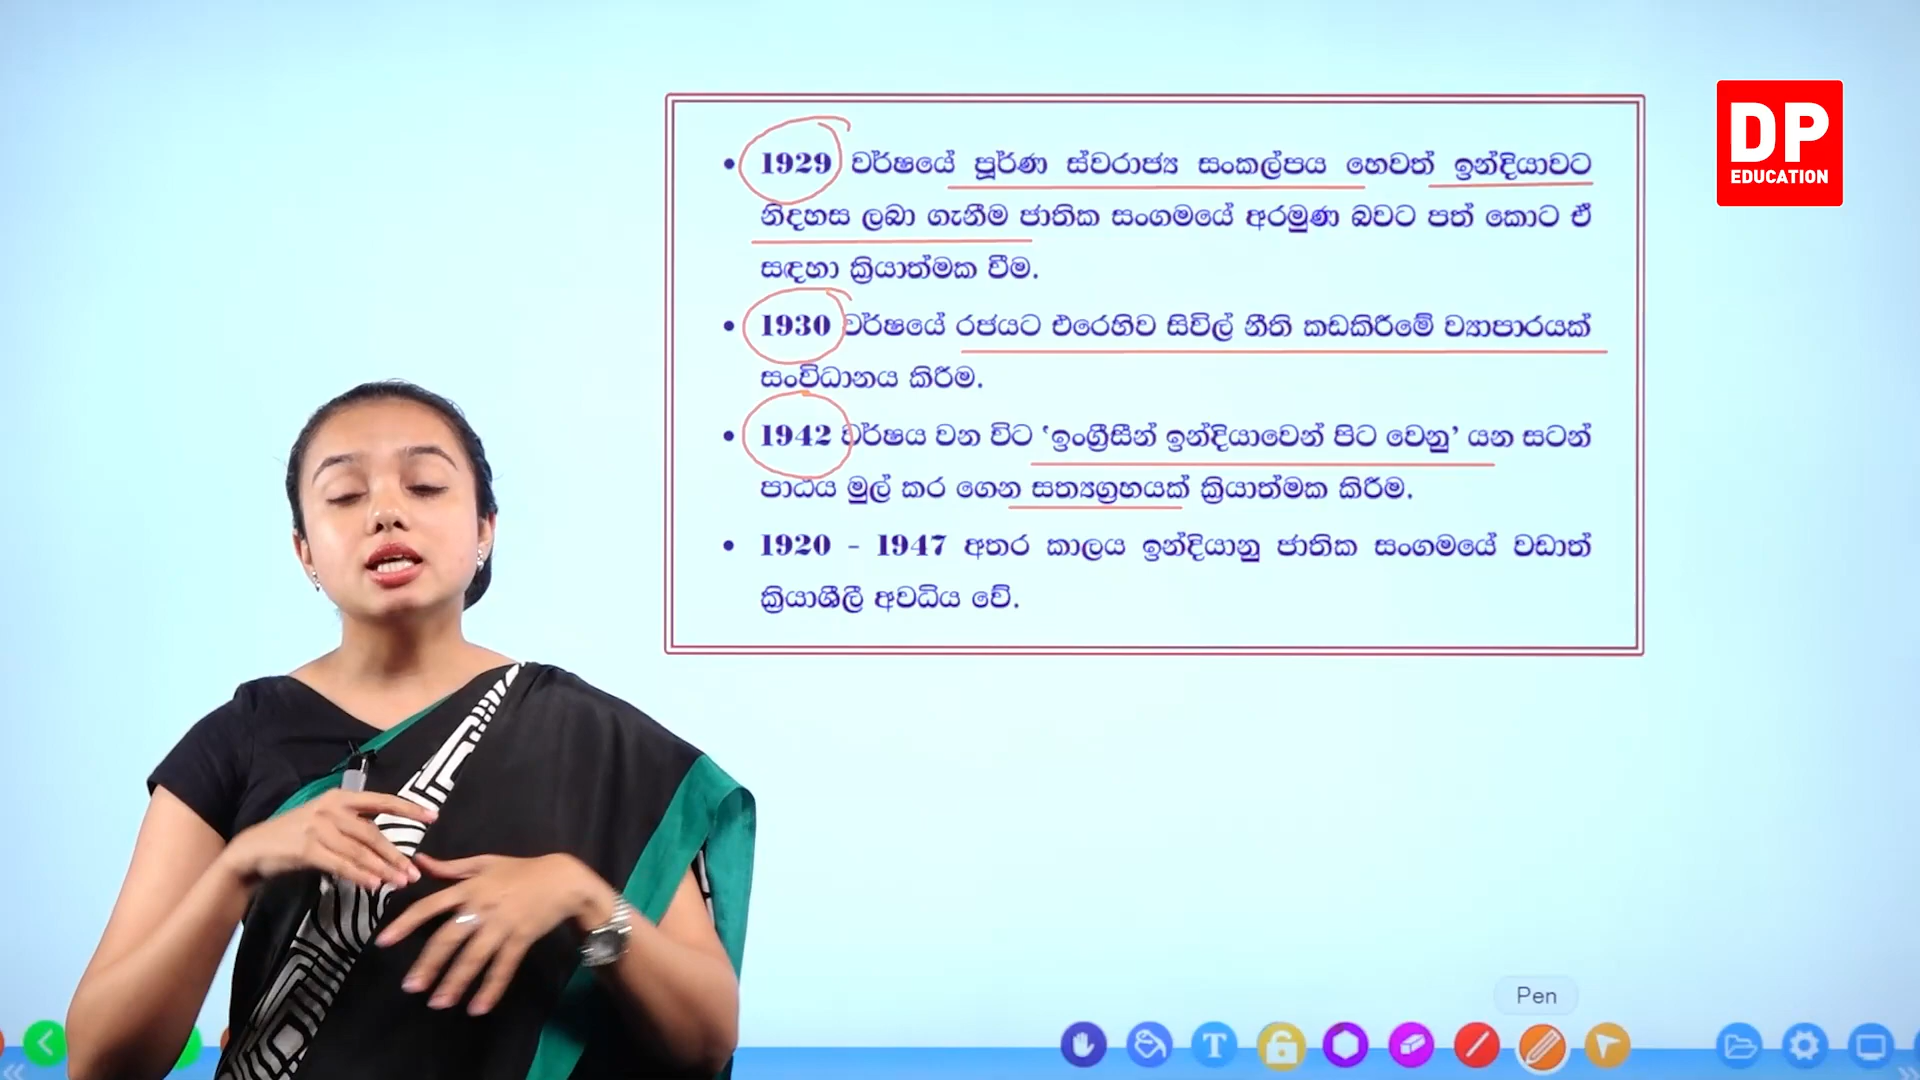 DP
EDUCATION
• 1929 වර්ෂයේ පූර්ණ ස්වරාජ්‍ය සංකල්පය හෙවත් ඉන්දියාවට
නිදහස ලබා ගැනීම ජාතික සංගමයේ අරමුණ බවට පත් කොට ඒ
සඳහා ක්‍රියාත්මක වීම.
• 1930 වර්ෂයේ රජයට එරෙහිව සිවිල් නීති කඩකිරීමේ ව්‍යාපාරයක්
සංවිධානය කිරීම.
• 1942 වර්ෂය වන විට ‘ඉංග්‍රීසීන් ඉන්දියාවෙන් පිට වෙනු’ යන සටන්
පාඨය මුල් කර ගෙන සත්‍යග්‍රහයක් ක්‍රියාත්මක කිරීම.
• 1920 - 1947 අතර කාලය ඉන්දියානු ජාතික සංගමයේ වඩාත්
ක්‍රියාශීලී අවධිය වේ.
Pen
T